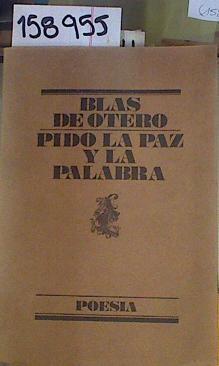 158955
BLAS
DE OTERO
PIDO LA PAZ
Y LA
PALABRA
POESIA